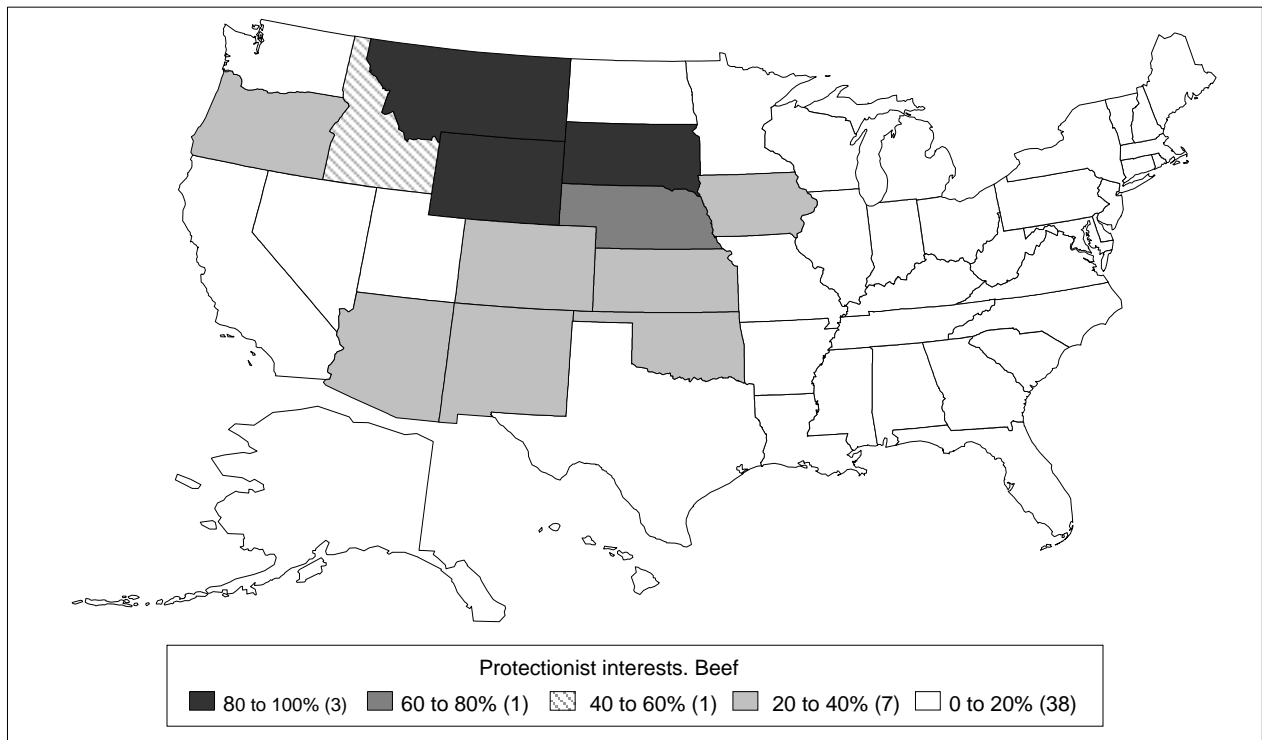 Protectionist interests. Beef
80 to 100% (3) 60 to 80% (1) 40 to 60% (1) 20 to 40% (7) 0 to 20% (38)